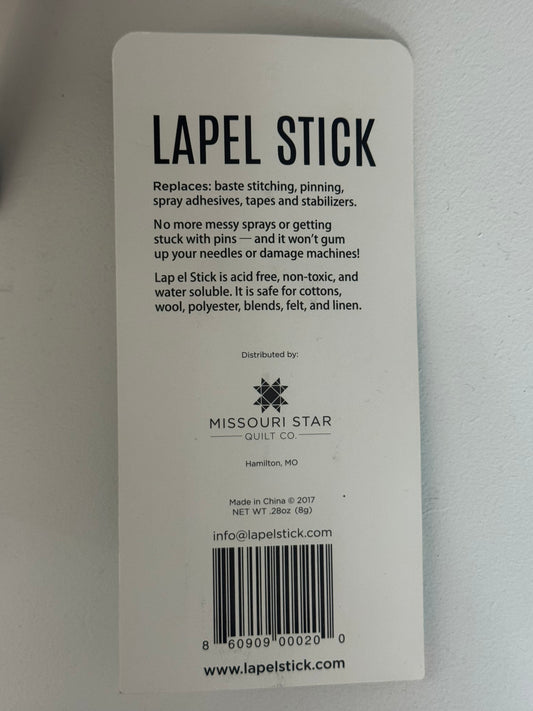 LAPEL STICK
Replaces: baste stitching, pinning,
spray adhesives, tapes and stabilizers.
No more messy sprays or getting
stuck with pins — and it won't gum
up your needles or damage machines!
Lap el Stick is acid free, non-toxic, and
water soluble. It is safe for cottons,
wool, polyester, blends, felt, and linen.
Distributed by:
MISSOURI STAR
QUILT CO.
Hamilton, MO
Made in China © 2017
NET WT .28oz (8g)
info@lapelstick.com
8 60909 00020 0
www.lapelstick.com